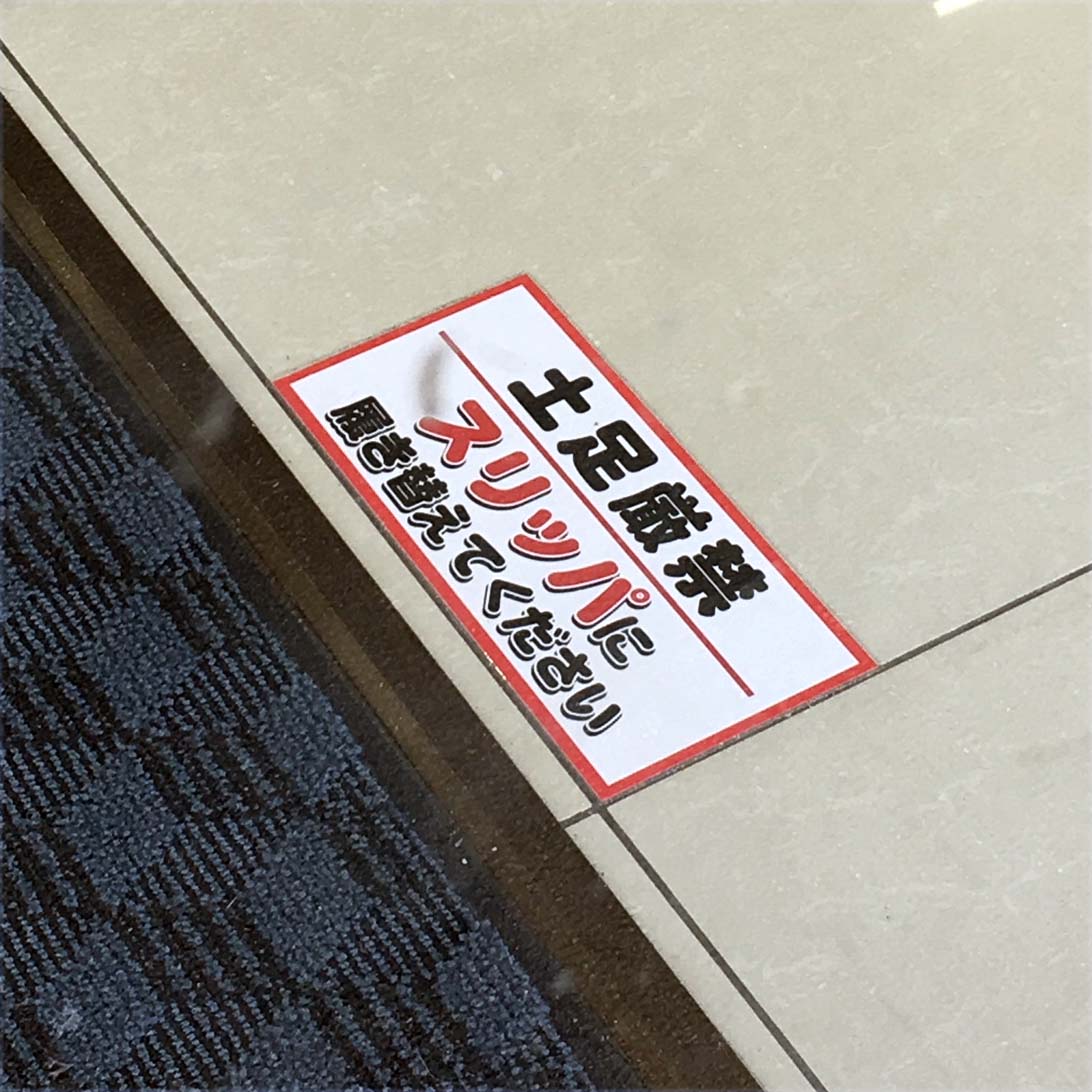 土足厳禁
スリッパに
履き替えてください